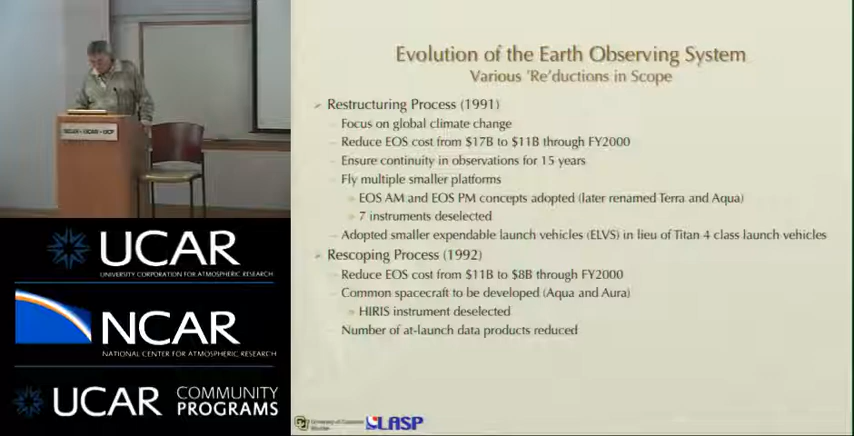 Evolution of the Earth Observing System
Various 'Re'ductions in Scope
Restructuring Process (1991)
Focus on global climate change
Reduce EOS cost from $17B to $11B through FY2000
Ensure continuity in observations for 15 years
Fly multiple smaller platforms
EOS AM and EOS PM concepts adopted (later renamed Terra and Aqua)
7 instruments deselected
Adopted smaller expendable launch vehicles (ELVS) in lieu of Titan 4 class launch vehicles
Rescoping Process (1992)
Reduce EOS cost from $11B to $8B through FY2000
Common spacecraft to be developed (Aqua and Aura)
HIRIS instrument deselected
Number of at-launch data products reduced
UCAR
UNIVERSITY CORPORATION FOR ATMOSPHERIC RESEARCH
NCAR
NATIONAL CENTER FOR ATMOSPHERIC RESEARCH
UCAR COMMUNITY
PROGRAMS
University of Colorado
Boulder
LASP